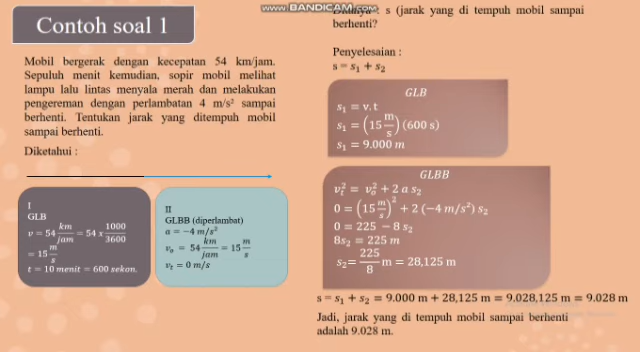 Contoh soal 1
Mobil bergerak dengan kecepatan 54 km/jam.
Sepuluh menit kemudian, sopir mobil melihat
lampu lalu lintas menyala merah dan melakukan
pengereman dengan perlambatan 4 m/s² sampai
berhenti. Tentukan jarak yang ditempuh mobil
sampai berhenti.
Diketahui :
I
GLB
v = 54 km/jam = 54 x 1000/3600
= 15 m/s
t = 10 menit = 600 sekon.
II
GLBB (diperlambat)
a = −4 m/s²
v₀ = 54 km/jam = 15 m/s
vₜ = 0 m/s
WWW.BANDICAM.COM
: s (jarak yang di tempuh mobil sampai
berhenti?
Penyelesaian :
s = s₁ + s₂
GLB
s₁ = v.t
s₁ = (15 m/s) (600 s)
s₁ = 9.000 m
GLBB
vₜ² = v₀² + 2 a s₂
0 = (15 m/s)² + 2 (−4 m/s²) s₂
0 = 225 − 8 s₂
8s₂ = 225 m
s₂= 225/8 m = 28,125 m
s = s₁ + s₂ = 9.000 m + 28,125 m = 9.028,125 m = 9.028 m
Jadi, jarak yang di tempuh mobil sampai berhenti
adalah 9.028 m.